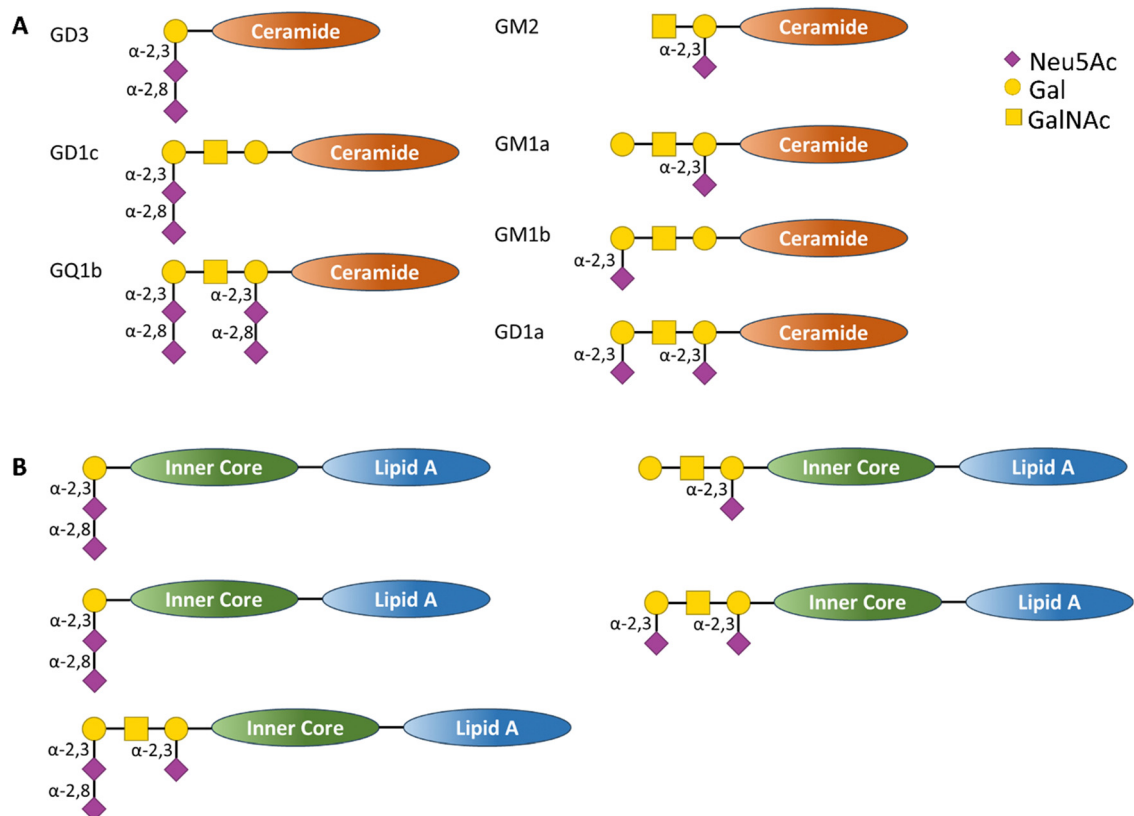 A
GD3
Ceramide
α-2,3
α-2,8
GD1c
Ceramide
α-2,3
α-2,8
GQ1b
Ceramide
α-2,3
α-2,3
α-2,8
α-2,8
GM2
Ceramide
α-2,3
GM1a
Ceramide
α-2,3
GM1b
Ceramide
α-2,3
GD1a
Ceramide
α-2,3
α-2,3
Neu5Ac
Gal
GalNAc
B
Inner Core
Lipid A
α-2,3
α-2,8
Inner Core
Lipid A
α-2,3
α-2,8
Inner Core
Lipid A
α-2,3
α-2,3
α-2,8
Inner Core
Lipid A
α-2,3
Inner Core
Lipid A
α-2,3
α-2,3